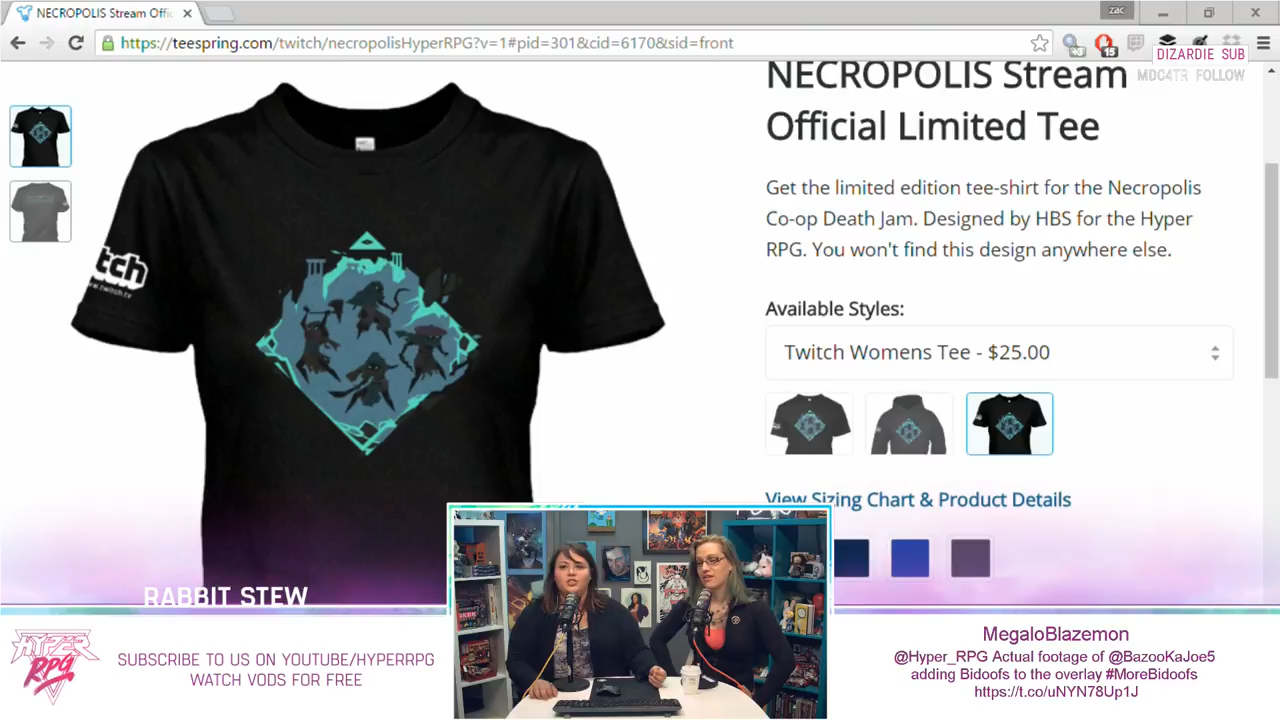 NECROPOLIS Stream Offic
zac
https://teespring.com/twitch/necropolisHyperRPG?v=1#pid=301&cid=6170&sid=front
15
DIZARDIE SUB
MDC4TR FOLLOW
NECROPOLIS Stream
Official Limited Tee
Get the limited edition tee-shirt for the Necropolis
Co-op Death Jam. Designed by HBS for the Hyper
RPG. You won't find this design anywhere else.
Available Styles:
Twitch Womens Tee - $25.00
View Sizing Chart & Product Details
tch
w.twitch.tv
RABBIT STEW
HYPER
RPG
SUBSCRIBE TO US ON YOUTUBE/HYPERRPG
WATCH VODS FOR FREE
MegaloBlazemon
@Hyper_RPG Actual footage of @BazooKaJoe5
adding Bidoofs to the overlay #MoreBidoofs
https://t.co/uNYN78Up1J